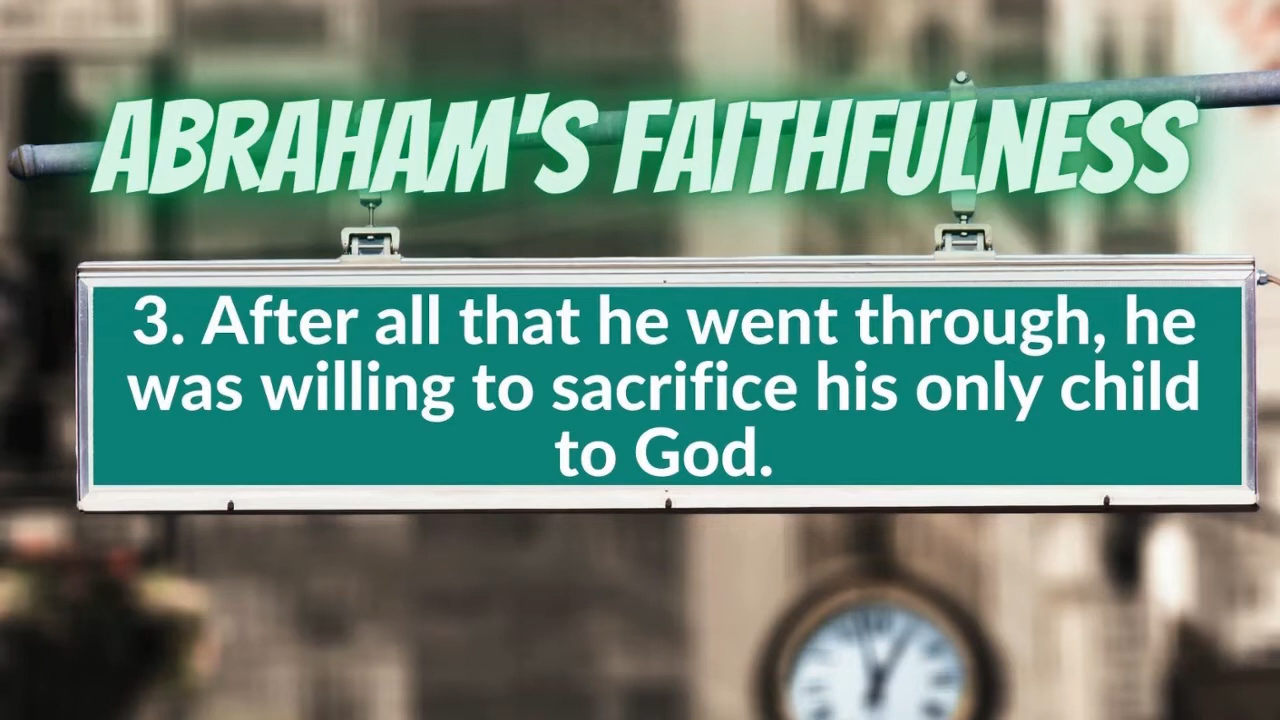 ABRAHAM'S FAITHFULNESS
3. After all that he went through, he
was willing to sacrifice his only child
to God.